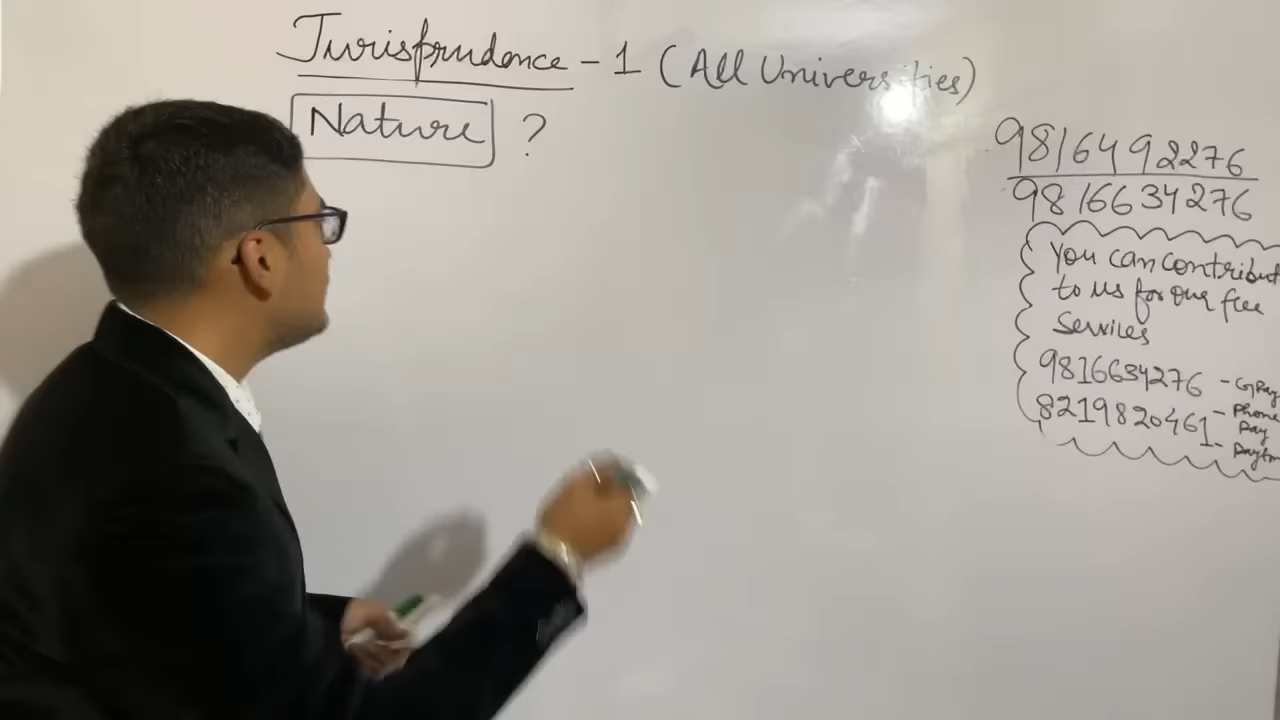 Jurisprudence - 1 (All Universities)
Nature ?
9816492276
9816634276
You can contribut
to us for our free
Services
9816634276 - GPay
8219820461 - Phone
Pay
- Paytm